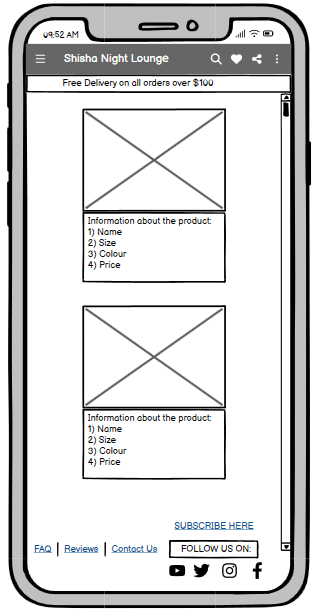 09:52 AM
Shisha Night Lounge
Free Delivery on all orders over $100
Information about the product:
1) Name
2) Size
3) Colour
4) Price
Information about the product:
1) Name
2) Size
3) Colour
4) Price
SUBSCRIBE HERE
FAQ Reviews Contact Us FOLLOW US ON: